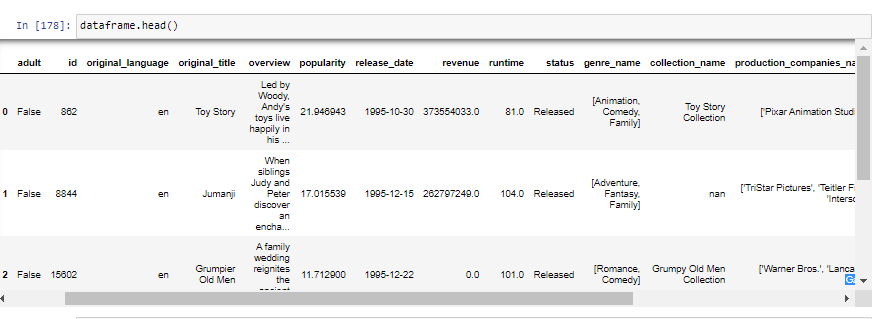 In [178]: dataframe.head()
adult id original_language original_title overview popularity release_date revenue runtime status genre_name collection_name production_companies_na
Led by
Woody,
Andy's
0 False 862 en Toy Story toys live 21.946943 1995-10-30 373554033.0 81.0 Released [Animation, Comedy, Family] Toy Story Collection ['Pixar Animation Studi
happily in
his ...
When
siblings
Judy and
1 False 8844 en Jumanji Peter 17.015539 1995-12-15 262797249.0 104.0 Released [Adventure, Fantasy, Family] nan ['TriStar Pictures', 'Teitler Fi 'Intersc
discover
an
encha...
A family
wedding
2 False 15602 en Grumpier Old Men reignites 11.712900 1995-12-22 0.0 101.0 Released [Romance, Comedy] Grumpy Old Men Collection ['Warner Bros.', 'Lanca
the